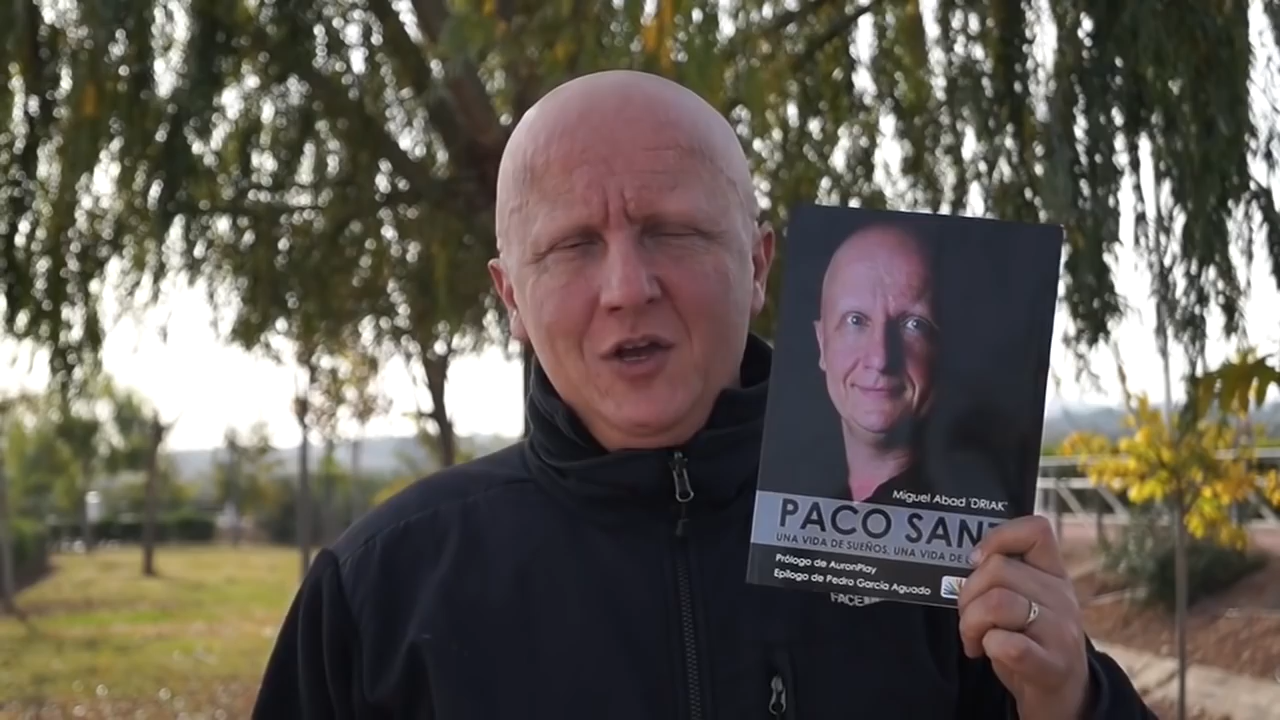 Miguel Abad 'DRIAK'
PACO SAN
UNA VIDA DE SUEÑOS, UNA VIDA DE
Prólogo de AuronPlay
Epílogo de Pedro García Aguado